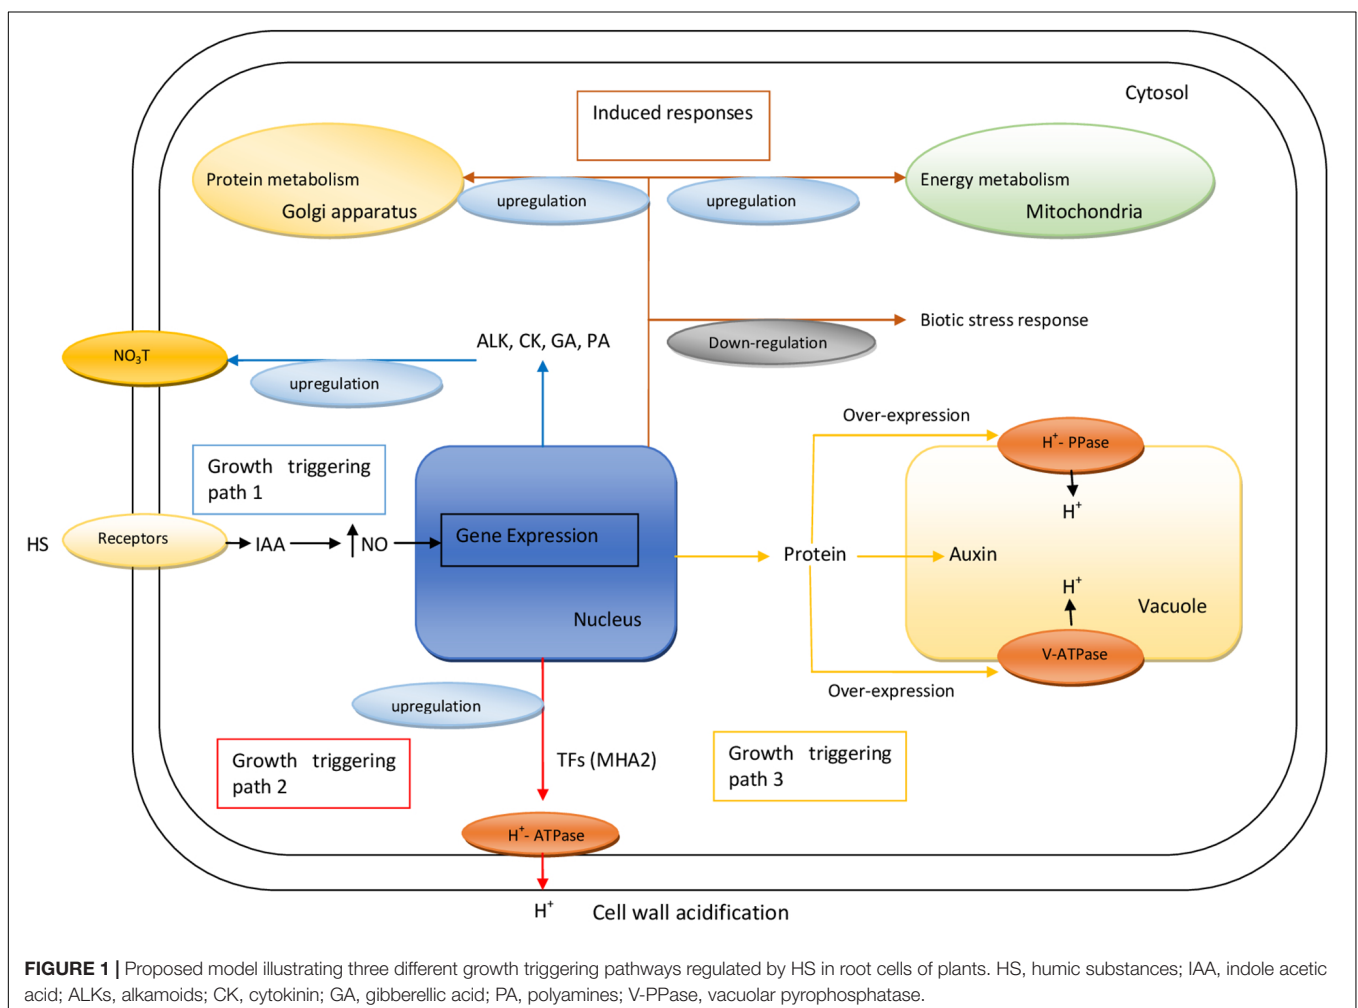 Cytosol
Induced responses
Protein metabolism
Golgi apparatus
upregulation
upregulation
Energy metabolism
Mitochondria
Biotic stress response
Down-regulation
ALK, CK, GA, PA
NO₃T
upregulation
Over-expression
H⁺- PPase
H⁺
Growth triggering
path 1
HS
Receptors
IAA
NO
Gene Expression
Nucleus
Protein
Auxin
H⁺
Vacuole
V-ATPase
Over-expression
upregulation
Growth triggering
path 2
TFs (MHA2)
Growth triggering
path 3
H⁺- ATPase
H⁺
Cell wall acidification
FIGURE 1 | Proposed model illustrating three different growth triggering pathways regulated by HS in root cells of plants. HS, humic substances; IAA, indole acetic
acid; ALKs, alkamoids; CK, cytokinin; GA, gibberellic acid; PA, polyamines; V-PPase, vacuolar pyrophosphatase.